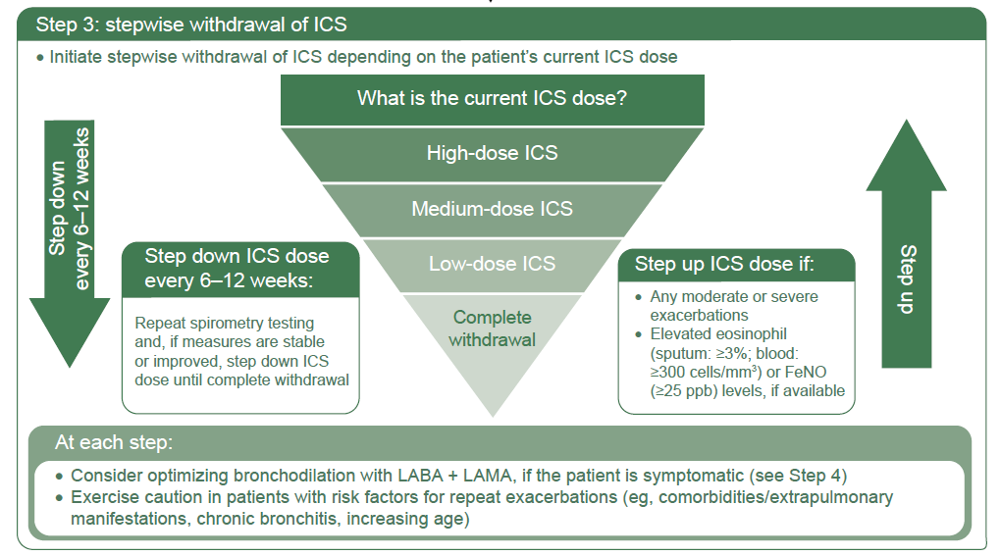 Step 3: stepwise withdrawal of ICS
• Initiate stepwise withdrawal of ICS depending on the patient's current ICS dose
What is the current ICS dose?
High-dose ICS
Medium-dose ICS
Low-dose ICS
Complete
withdrawal
Step down
every 6–12 weeks
Step down ICS dose
every 6–12 weeks:
Repeat spirometry testing
and, if measures are stable
or improved, step down ICS
dose until complete withdrawal
Step up ICS dose if:
• Any moderate or severe
exacerbations
• Elevated eosinophil
(sputum: ≥3%; blood:
≥300 cells/mm³) or FeNO
(≥25 ppb) levels, if available
Step up
At each step:
• Consider optimizing bronchodilation with LABA + LAMA, if the patient is symptomatic (see Step 4)
• Exercise caution in patients with risk factors for repeat exacerbations (eg, comorbidities/extrapulmonary
manifestations, chronic bronchitis, increasing age)